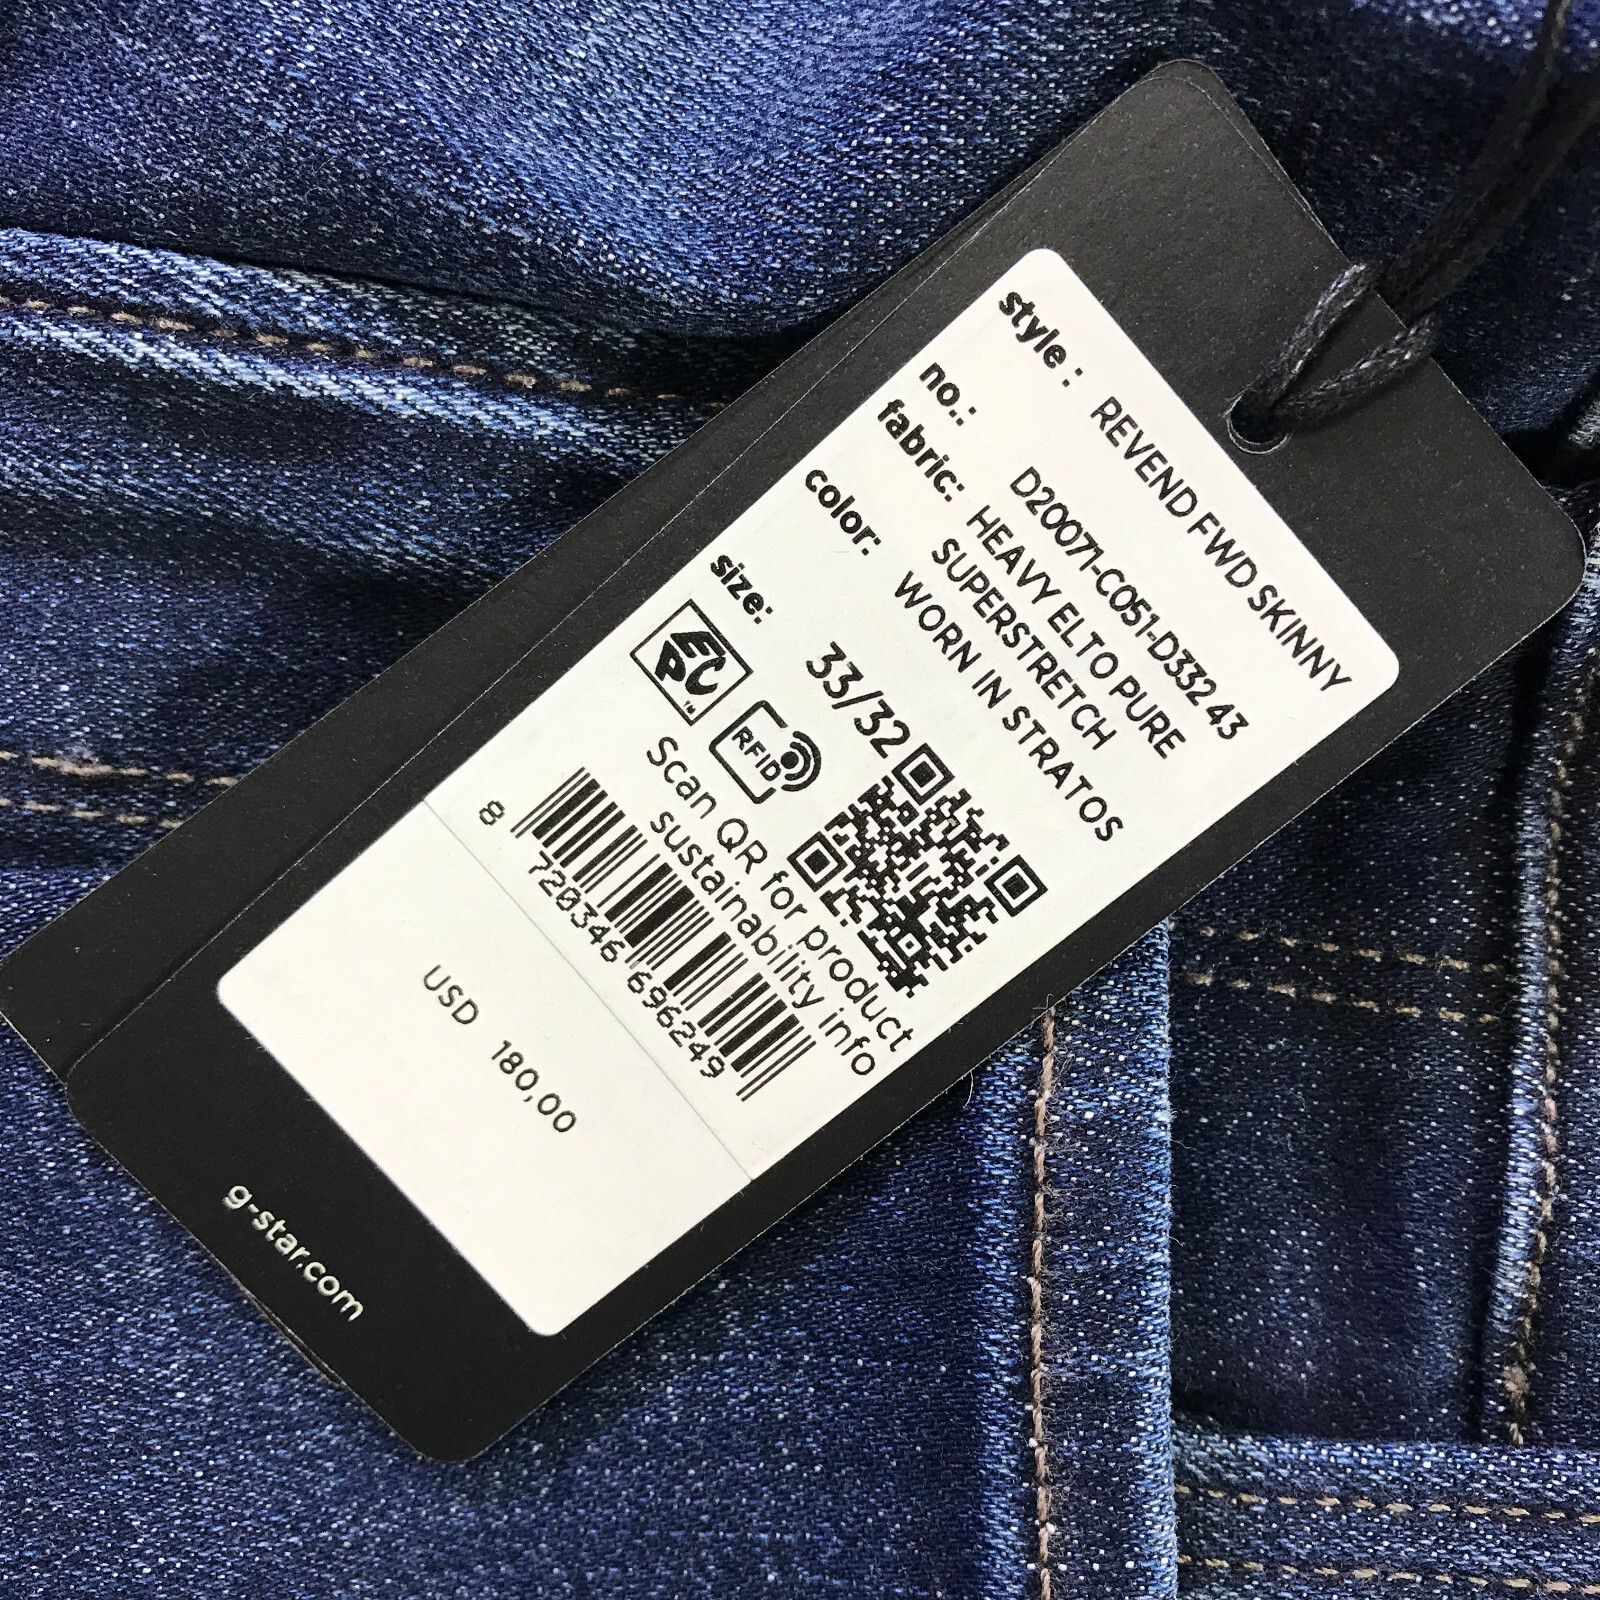 style : REVEND FWD SKINNY
no.: D20071-C051-D332 43
fabric: HEAVY ELTO PURE
SUPERSTRETCH
color: WORN IN STRATOS
size: 33/32
EPC™
RFID
Scan QR for product
sustainability info
8 720346 696249
USD 180,00
g-star.com